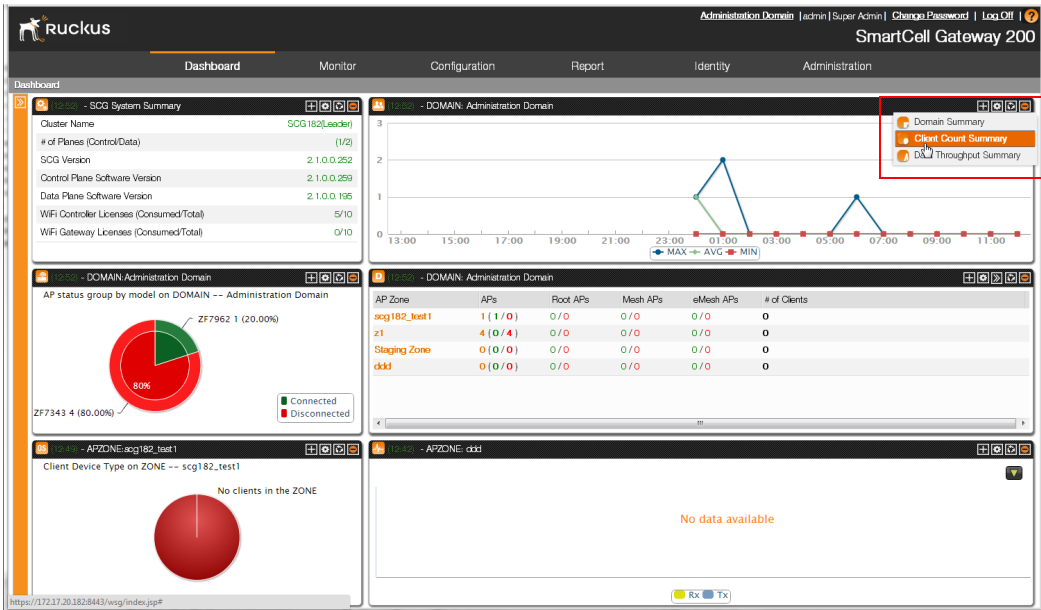 Ruckus
Administration Domain | admin | Super Admin | Change Password | Log Off | ?
SmartCell Gateway 200
Dashboard Monitor Configuration Report Identity Administration
Dashboard
(12:52) - SCG System Summary
Cluster Name SCG182(Leader)
# of Planes (Control/Data) (1/2)
SCG Version 2.1.0.0.252
Control Plane Software Version 2.1.0.0.259
Data Plane Software Version 2.1.0.0.195
WiFi Controller Licenses (Consumed/Total) 5/10
WiFi Gateway Licenses (Consumed/Total) 0/10
(12:52) - DOMAIN: Administration Domain
Domain Summary
Client Count Summary
Data Throughput Summary
3
2
1
0
13:00 15:00 17:00 19:00 21:00 23:00 01:00 03:00 05:00 07:00 09:00 11:00
MAX AVG MIN
(12:52) - DOMAIN:Administration Domain
AP status group by model on DOMAIN -- Administration Domain
ZF7962 1 (20.00%)
80%
ZF7343 4 (80.00%)
Connected
Disconnected
D (12:52) - DOMAIN: Administration Domain
AP Zone APs Root APs Mesh APs eMesh APs # of Clients
scg182_test1 1 ( 1 / 0 ) 0 / 0 0 / 0 0 / 0 0
z1 4 ( 0 / 4 ) 0 / 0 0 / 0 0 / 0 0
Staging Zone 0 ( 0 / 0 ) 0 / 0 0 / 0 0 / 0 0
ddd 0 ( 0 / 0 ) 0 / 0 0 / 0 0 / 0 0
OS (12:49) - APZONE:scg182_test1
Client Device Type on ZONE -- scg182_test1
No clients in the ZONE
(12:42) - APZONE: ddd
No data available
Rx Tx
https://172.17.20.182:8443/wsg/index.jsp#